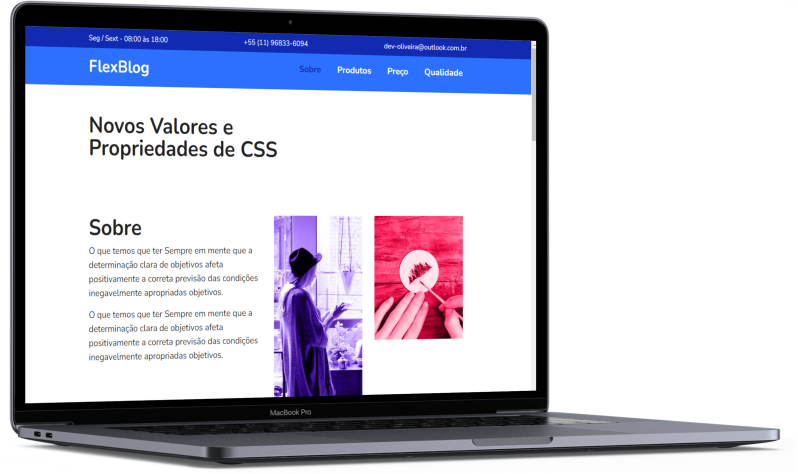 Seg / Sext - 08:00 às 18:00
+55 (11) 96833-6094
dev-oliveira@outlook.com.br
FlexBlog
Sobre
Produtos
Preço
Qualidade
Novos Valores e
Propriedades de CSS
Sobre
O que temos que ter Sempre em mente que a
determinação clara de objetivos afeta
positivamente a correta previsão das condições
inegavelmente apropriadas objetivos.
O que temos que ter Sempre em mente que a
determinação clara de objetivos afeta
positivamente a correta previsão das condições
inegavelmente apropriadas objetivos.
MacBook Pro